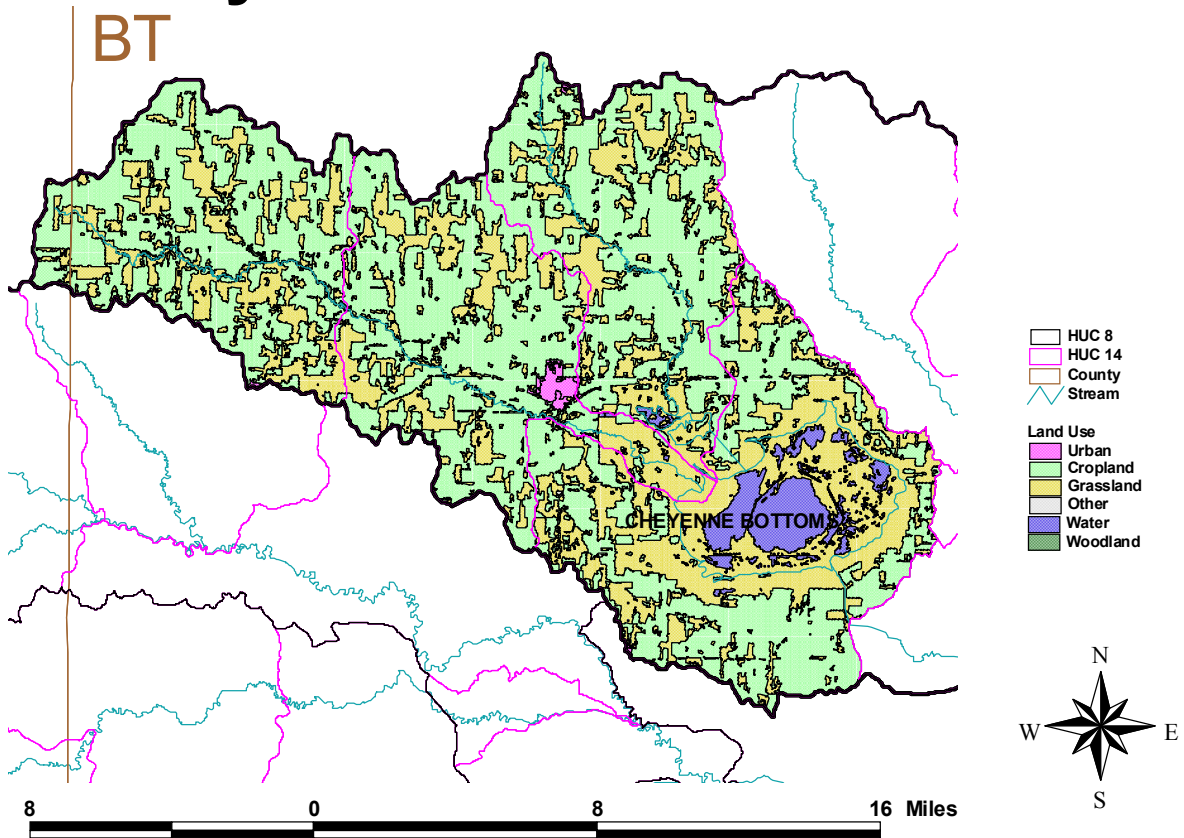 BT
CHEYENNE BOTTOMS
HUC 8
HUC 14
County
Stream
Land Use
Urban
Cropland
Grassland
Other
Water
Woodland
N
W E
S
8 0 8 16 Miles